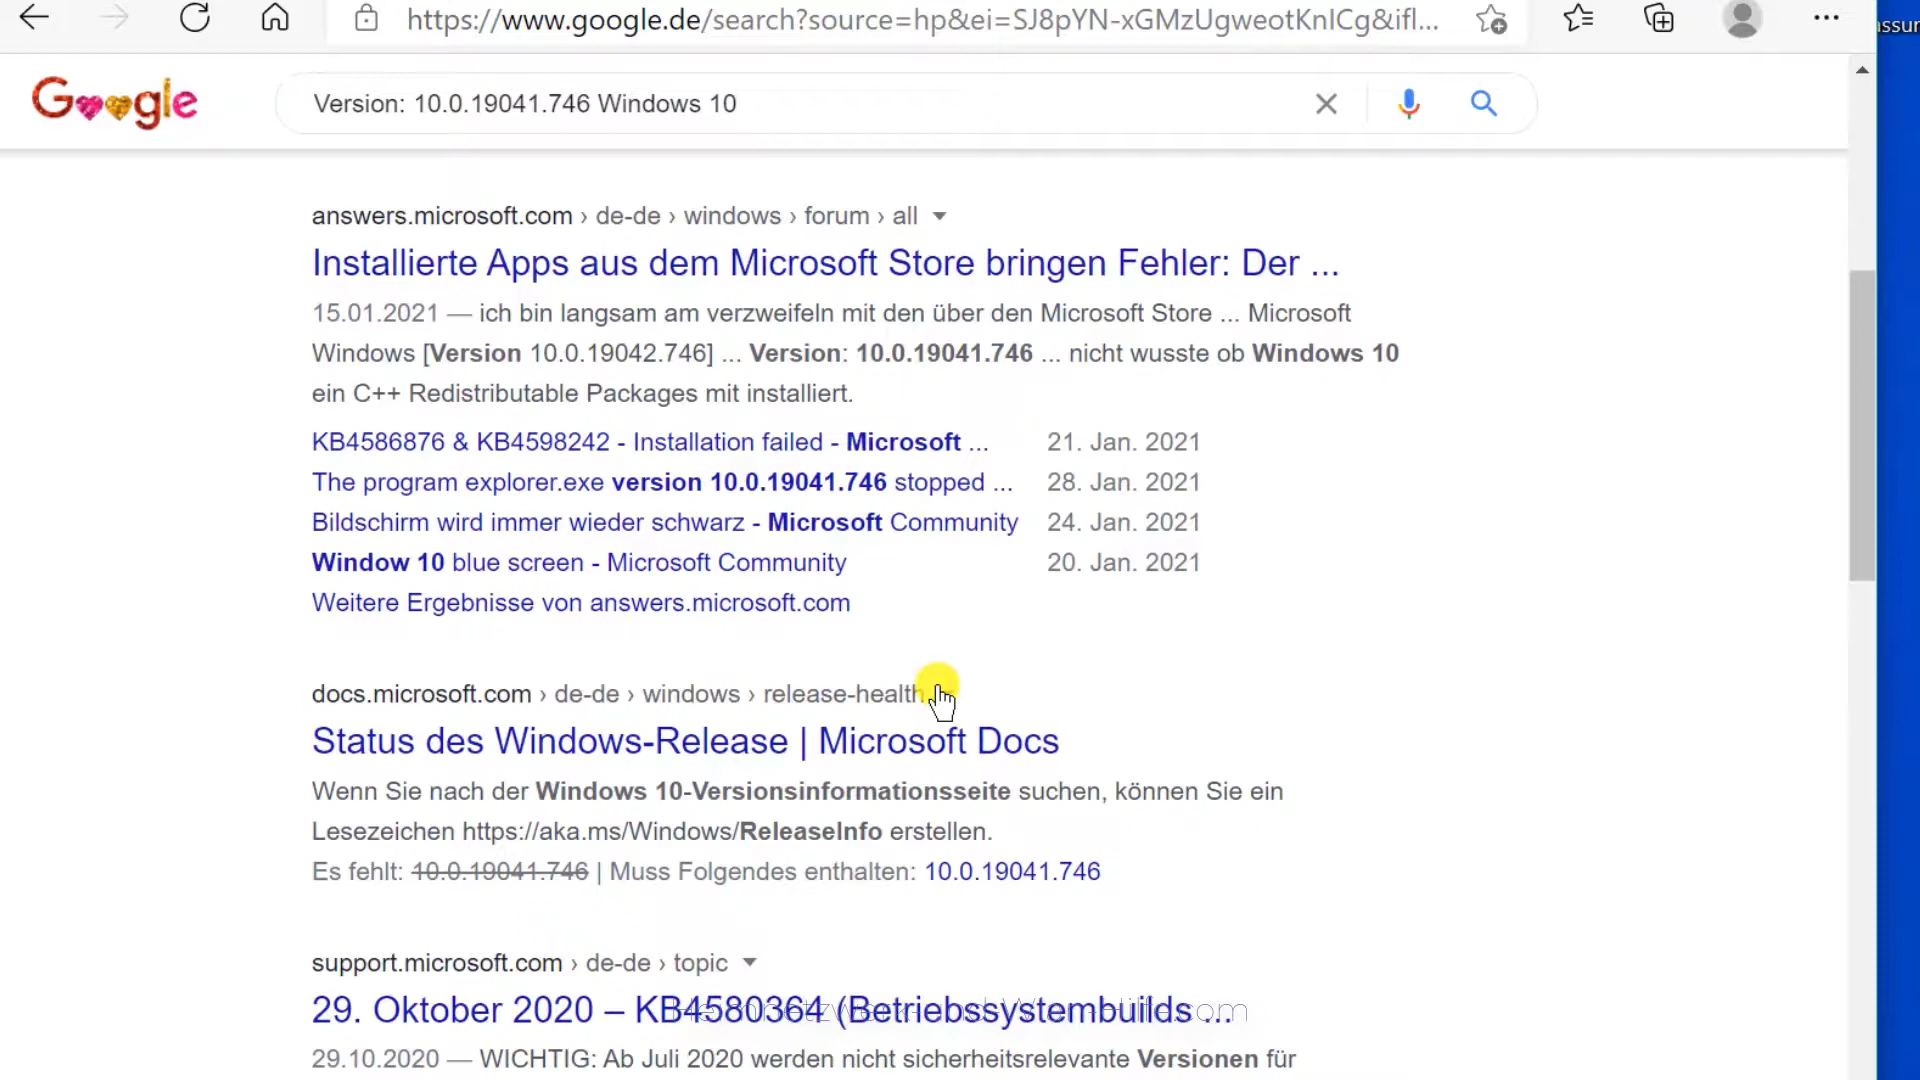 https://www.google.de/search?source=hp&ei=SJ8pYN-xGMzUgweotKnICg&ifl...
ssur
Google
Version: 10.0.19041.746 Windows 10
answers.microsoft.com › de-de › windows › forum › all
Installierte Apps aus dem Microsoft Store bringen Fehler: Der ...
15.01.2021 — ich bin langsam am verzweifeln mit den über den Microsoft Store ... Microsoft
Windows [Version 10.0.19042.746] ... Version: 10.0.19041.746 ... nicht wusste ob Windows 10
ein C++ Redistributable Packages mit installiert.
KB4586876 & KB4598242 - Installation failed - Microsoft ... 21. Jan. 2021
The program explorer.exe version 10.0.19041.746 stopped ... 28. Jan. 2021
Bildschirm wird immer wieder schwarz - Microsoft Community 24. Jan. 2021
Window 10 blue screen - Microsoft Community 20. Jan. 2021
Weitere Ergebnisse von answers.microsoft.com
docs.microsoft.com › de-de › windows › release-health
Status des Windows-Release | Microsoft Docs
Wenn Sie nach der Windows 10-Versionsinformationsseite suchen, können Sie ein
Lesezeichen https://aka.ms/Windows/ReleaseInfo erstellen.
Es fehlt: 10.0.19041.746 | Muss Folgendes enthalten: 10.0.19041.746
support.microsoft.com › de-de › topic
29. Oktober 2020 – KB4580364 (Betriebssystembuilds ...
29.10.2020 — WICHTIG: Ab Juli 2020 werden nicht sicherheitsrelevante Versionen für